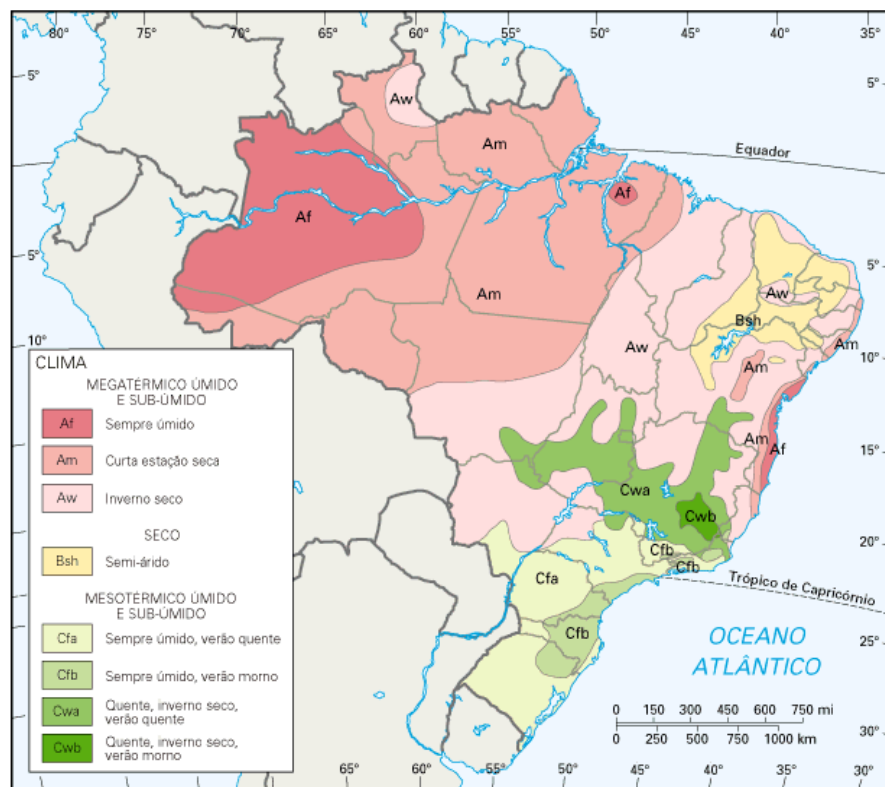 80° 75° 70° 65° 60° 55° 50° 45° 40° 35° 30°
5° 5°
Aw
Am
Equador
Af
Af
5° 5°
Am
Aw
Bsh
10° Aw Am 10°
Am
CLIMA
MEGATÉRMICO ÚMIDO
E SUB-ÚMIDO
Af Sempre úmido
Am Curta estação seca
Aw Inverno seco
SECO
Bsh Semi-árido
MESOTÉRMICO ÚMIDO
E SUB-ÚMIDO
Cfa Sempre úmido, verão quente
Cfb Sempre úmido, verão morno
Cwa Quente, inverno seco,
verão quente
Cwb Quente, inverno seco,
verão morno
Am Af 15°
Cwa
Cwb
20°
Cfb
Cfb
Cfa
Trópico de Capricórnio
Cfb
OCEANO
ATLÂNTICO
25°
0 150 300 450 600 750 mi
0 250 500 750 1000 km
30°
65° 60° 55° 50° 45° 40° 35° 30°